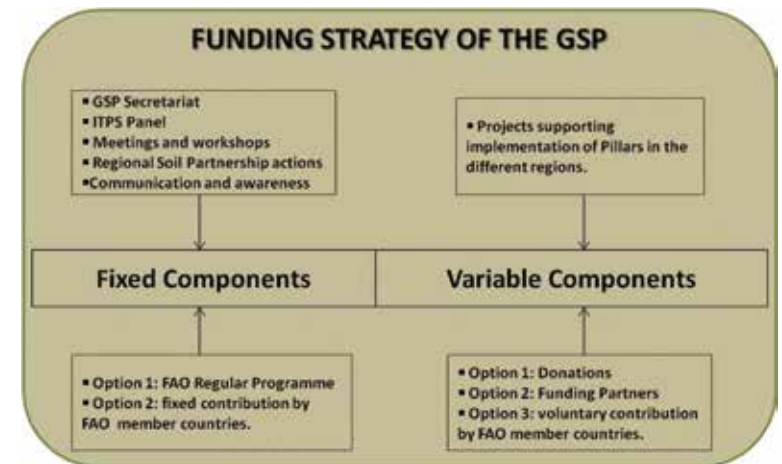 FUNDING STRATEGY OF THE GSP
▪ GSP Secretariat
▪ ITPS Panel
▪ Meetings and workshops
▪ Regional Soil Partnership actions
▪Communication and awareness
▪ Projects supporting
implementation of Pillars in the
different regions.
Fixed Components
Variable Components
▪ Option 1: FAO Regular Programme
▪ Option 2: fixed contribution by
FAO member countries.
▪ Option 1: Donations
▪ Option 2: Funding Partners
▪ Option 3: voluntary contribution
by FAO member countries.